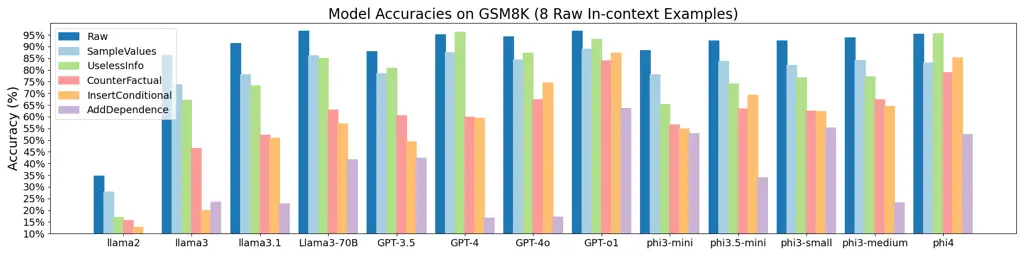 Model Accuracies on GSM8K (8 Raw In-context Examples)
Accuracy (%)
95%
90%
85%
80%
75%
70%
65%
60%
55%
50%
45%
40%
35%
30%
25%
20%
15%
10%
Raw
SampleValues
UselessInfo
CounterFactual
InsertConditional
AddDependence
llama2 llama3 llama3.1 Llama3-70B GPT-3.5 GPT-4 GPT-4o GPT-o1 phi3-mini phi3.5-mini phi3-small phi3-medium phi4